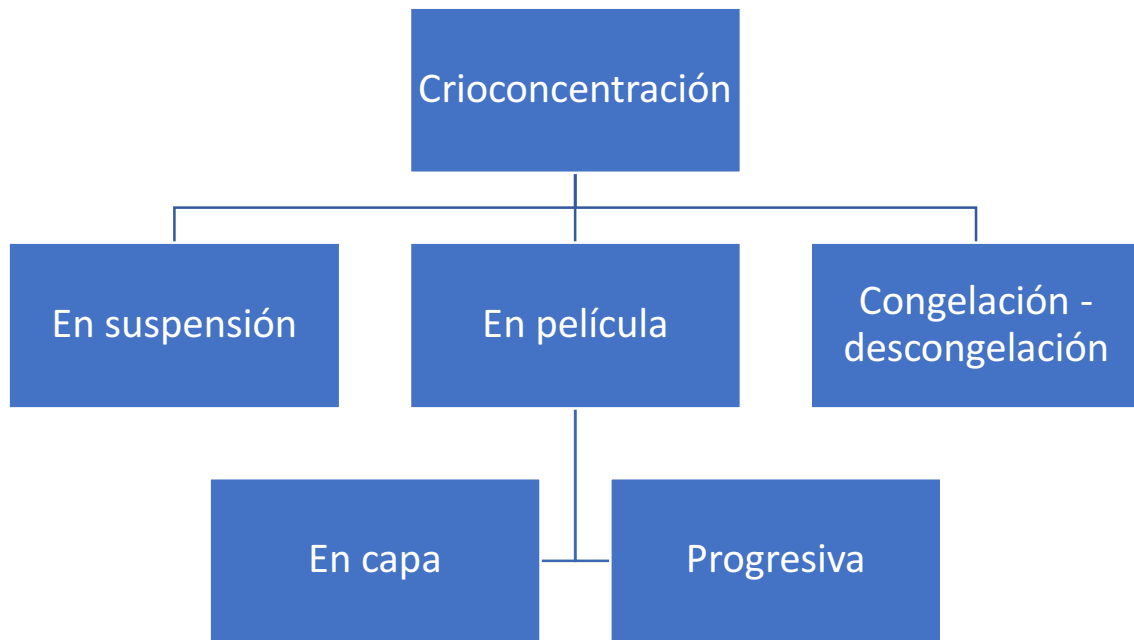 Crioconcentración
En suspensión
En película
Congelación -
descongelación
En capa
Progresiva